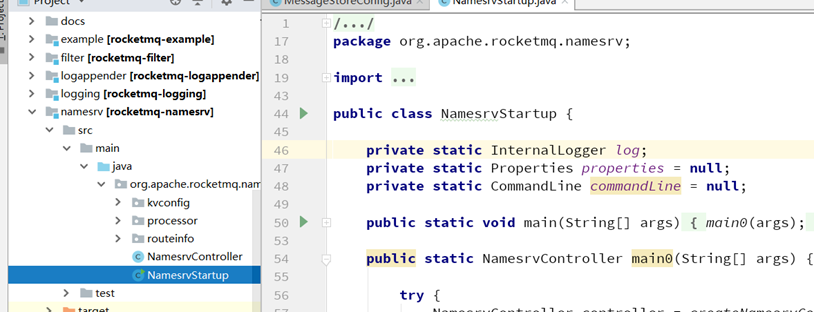 Project
docs
example [rocketmq-example]
filter [rocketmq-filter]
logappender [rocketmq-logappender]
logging [rocketmq-logging]
namesrv [rocketmq-namesrv]
src
main
java
org.apache.rocketmq.nam
kvconfig
processor
routeinfo
NamesrvController
NamesrvStartup
test
target
1: Project
MessageStoreConfig.java
NamesrvStartup.java
1 /.../
17 package org.apache.rocketmq.namesrv;
18
19 import ...
43
44 public class NamesrvStartup {
45
46 private static InternalLogger log;
47 private static Properties properties = null;
48 private static CommandLine commandLine = null;
49
50 public static void main(String[] args) { main0(args);
53
54 public static NamesrvController main0(String[] args) {
55
56 try {
57 NamesrvController controller = createNamesrvCo